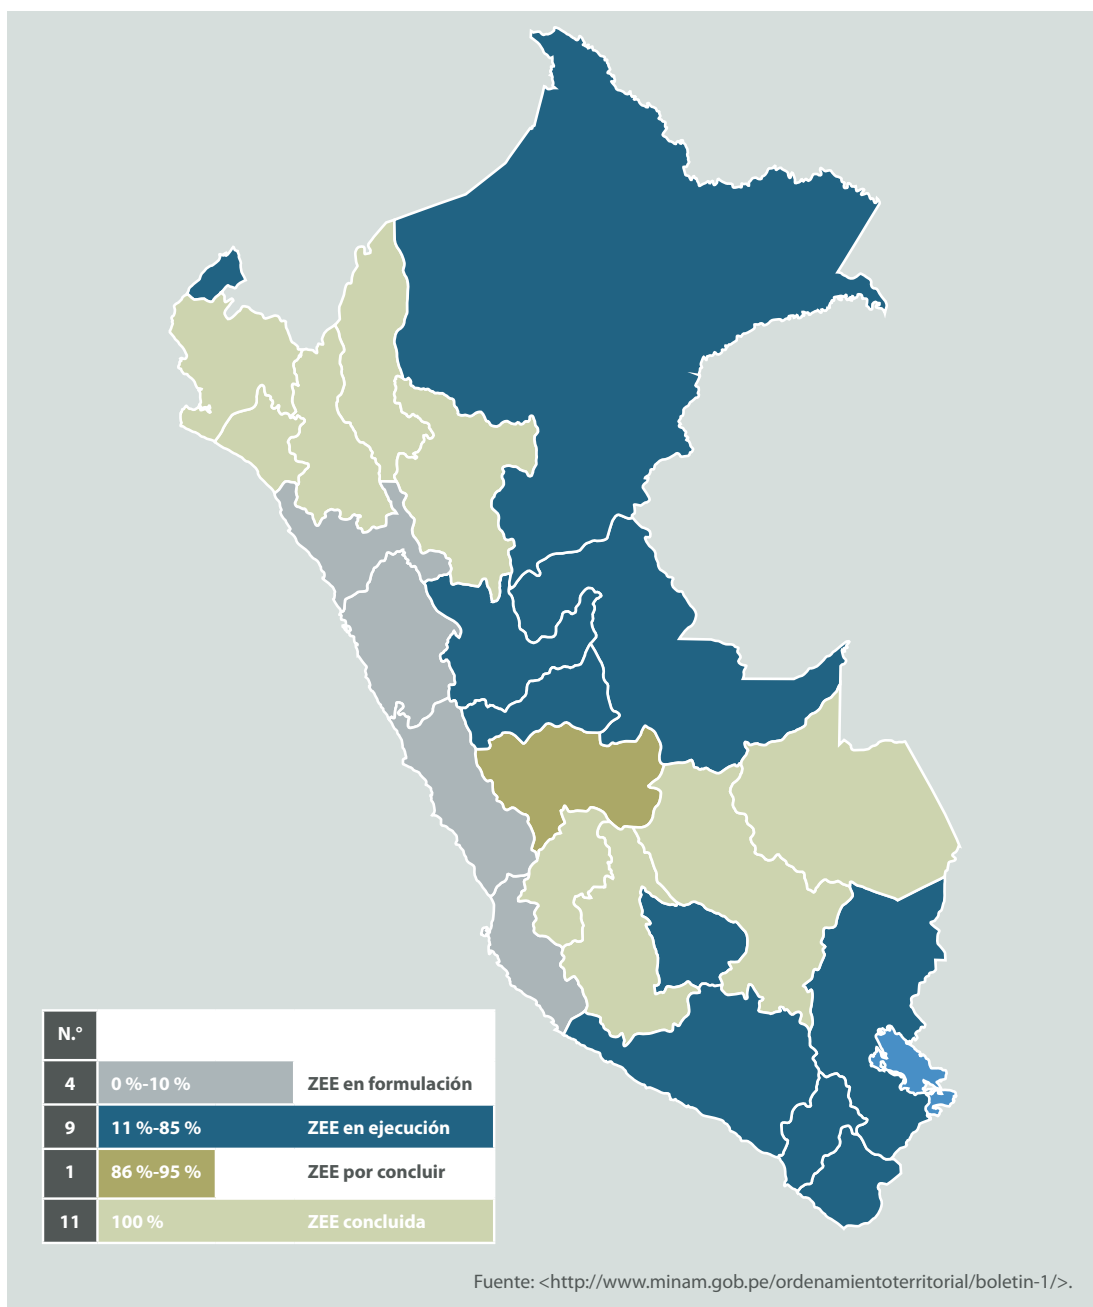 N.°
4 0 %-10 % ZEE en formulación
9 11 %-85 % ZEE en ejecución
1 86 %-95 % ZEE por concluir
11 100 % ZEE concluida
Fuente: <http://www.minam.gob.pe/ordenamientoterritorial/boletin-1/>.